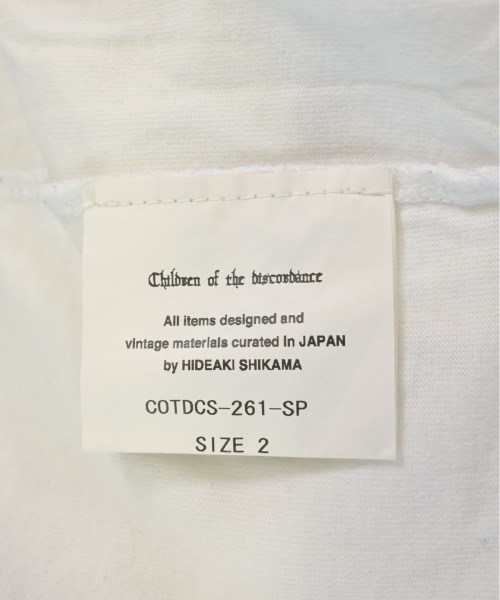 Children of the discordance
All items designed and
vintage materials curated in JAPAN
by HIDEAKI SHIKAMA
COTDCS-261-SP
SIZE 2